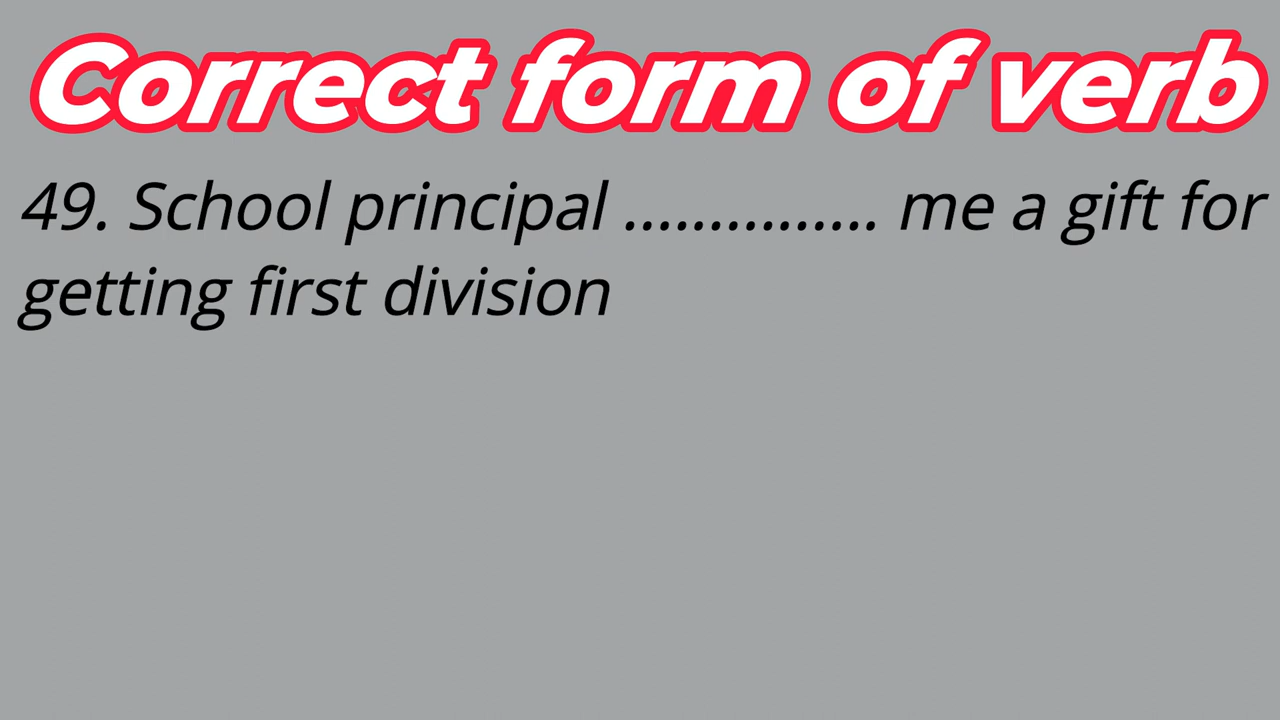 Correct form of verb
49. School principal ............... me a gift for
getting first division